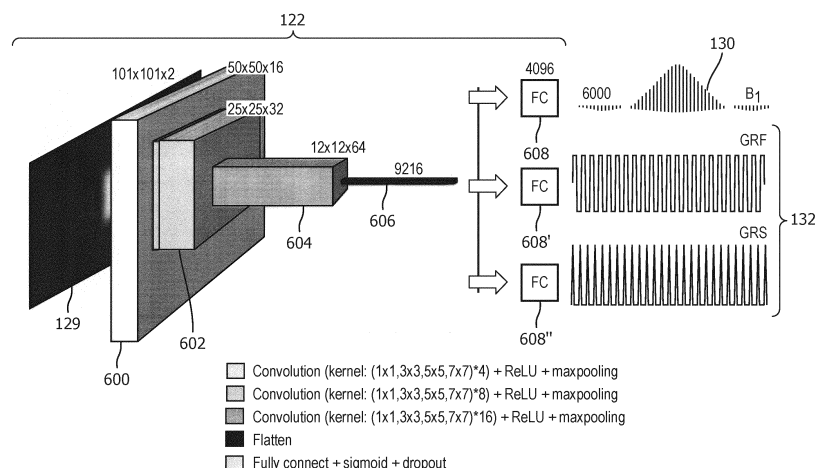 122
101x101x2
50x50x16
25x25x32
12x12x64
9216
129
600
602
604
606
4096
FC
608
FC
608'
FC
608"
6000
130
B1
GRF
GRS
132
Convolution (kernel: (1x1,3x3,5x5,7x7)*4) + ReLU + maxpooling
Convolution (kernel: (1x1,3x3,5x5,7x7)*8) + ReLU + maxpooling
Convolution (kernel: (1x1,3x3,5x5,7x7)*16) + ReLU + maxpooling
Flatten
Fully connect + sigmoid + dropout